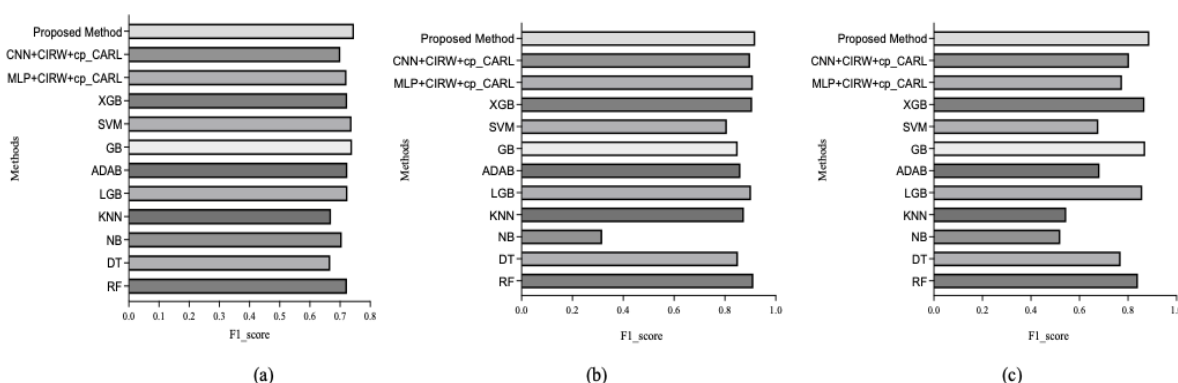 Methods
Proposed Method
CNN+CIRW+cp_CARL
MLP+CIRW+cp_CARL
XGB
SVM
GB
ADAB
LGB
KNN
NB
DT
RF
0.0 0.1 0.2 0.3 0.4 0.5 0.6 0.7 0.8
F1_score
(a)
Methods
Proposed Method
CNN+CIRW+cp_CARL
MLP+CIRW+cp_CARL
XGB
SVM
GB
ADAB
LGB
KNN
NB
DT
RF
0.0 0.2 0.4 0.6 0.8 1.0
F1_score
(b)
Methods
Proposed Method
CNN+CIRW+cp_CARL
MLP+CIRW+cp_CARL
XGB
SVM
GB
ADAB
LGB
KNN
NB
DT
RF
0.0 0.2 0.4 0.6 0.8 1.0
F1_score
(c)